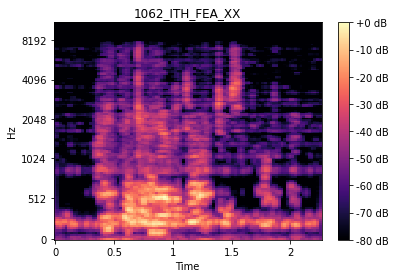 1062_ITH_FEA_XX
+0 dB
8192
-10 dB
4096
-20 dB
-30 dB
2048
Hz
-40 dB
1024
-50 dB
512
-60 dB
-70 dB
0
-80 dB
0 0.5 1 1.5 2
Time